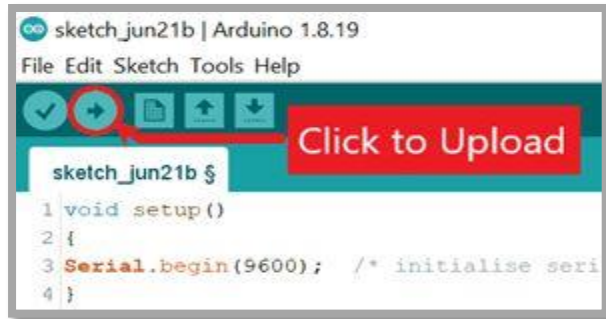 sketch_jun21b | Arduino 1.8.19
File Edit Sketch Tools Help
Click to Upload
sketch_jun21b §
1 void setup()
2 {
3 Serial.begin(9600); /* initialise seri
4 }